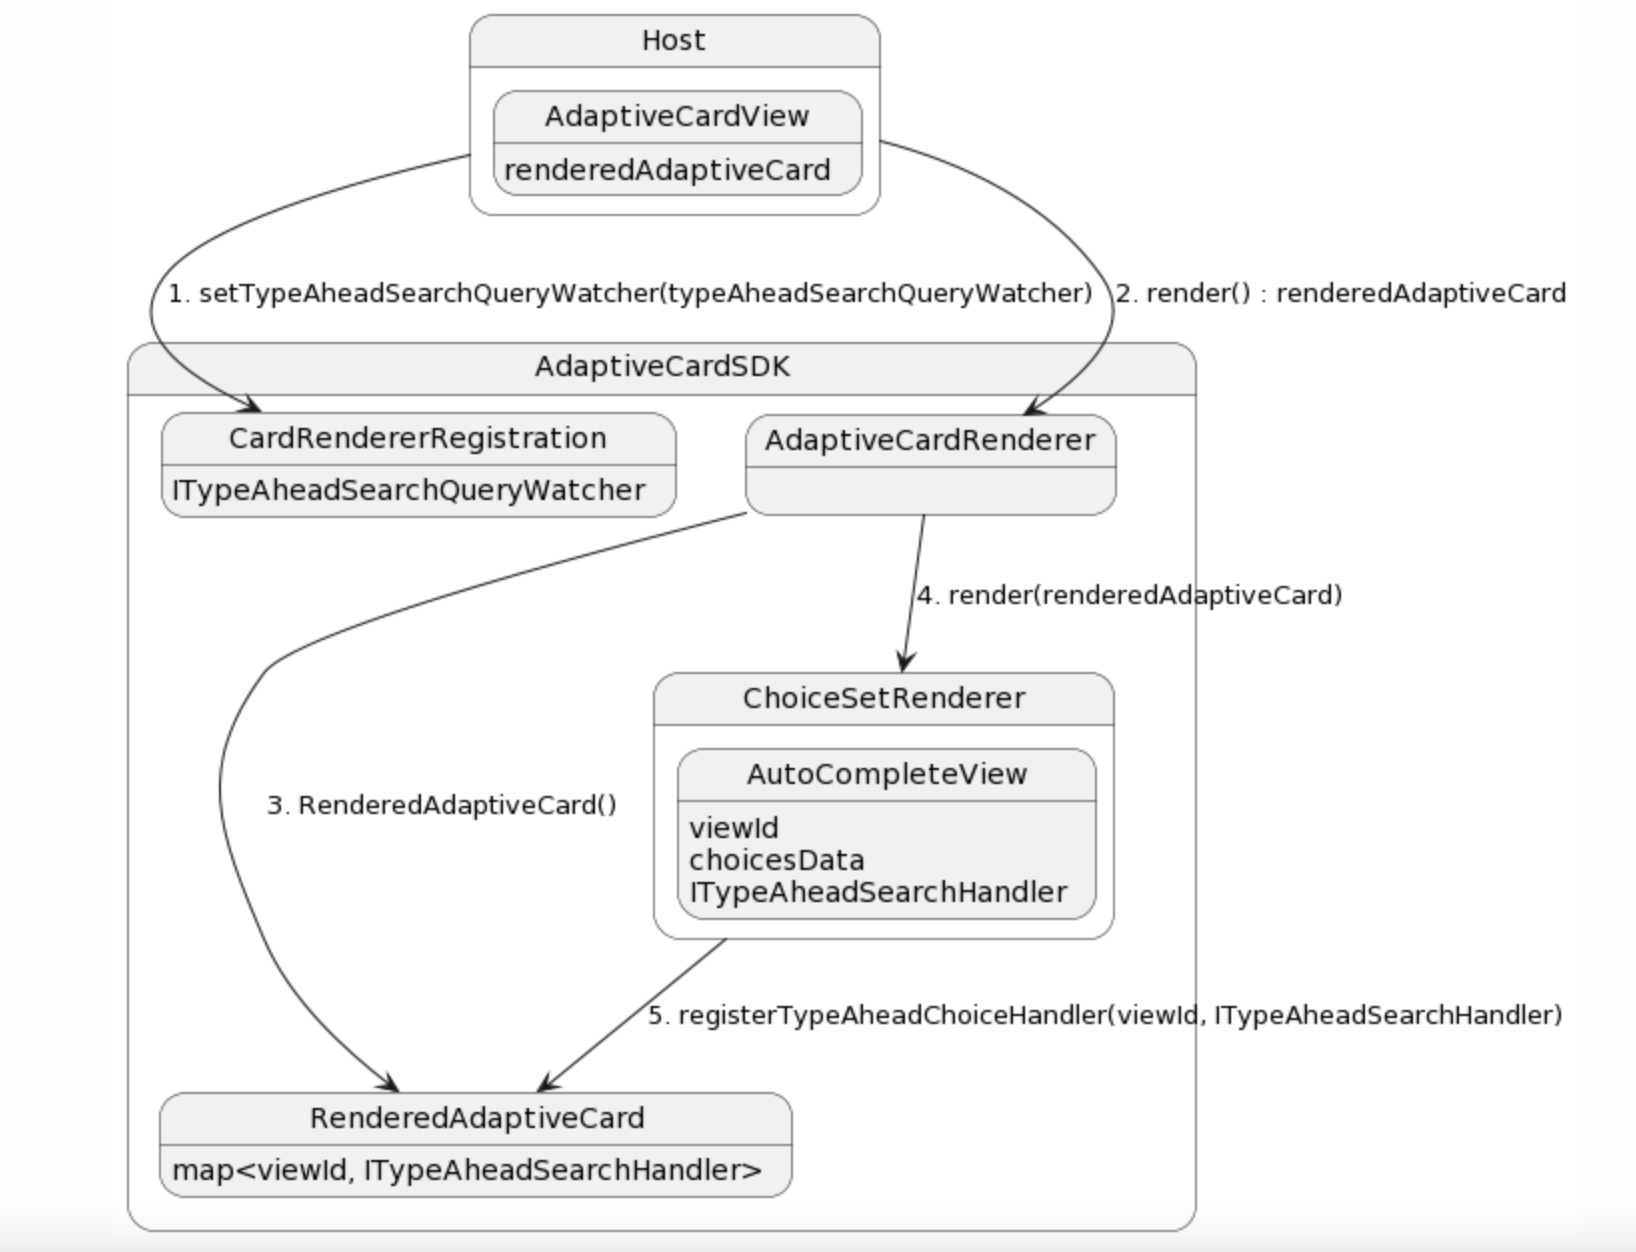 Host
AdaptiveCardView
renderedAdaptiveCard
1. setTypeAheadSearchQueryWatcher(typeAheadSearchQueryWatcher)
2. render() : renderedAdaptiveCard
AdaptiveCardSDK
CardRendererRegistration
ITypeAheadSearchQueryWatcher
AdaptiveCardRenderer
4. render(renderedAdaptiveCard)
ChoiceSetRenderer
AutoCompleteView
viewId
choicesData
ITypeAheadSearchHandler
3. RenderedAdaptiveCard()
5. registerTypeAheadChoiceHandler(viewId, ITypeAheadSearchHandler)
RenderedAdaptiveCard
map<viewId, ITypeAheadSearchHandler>